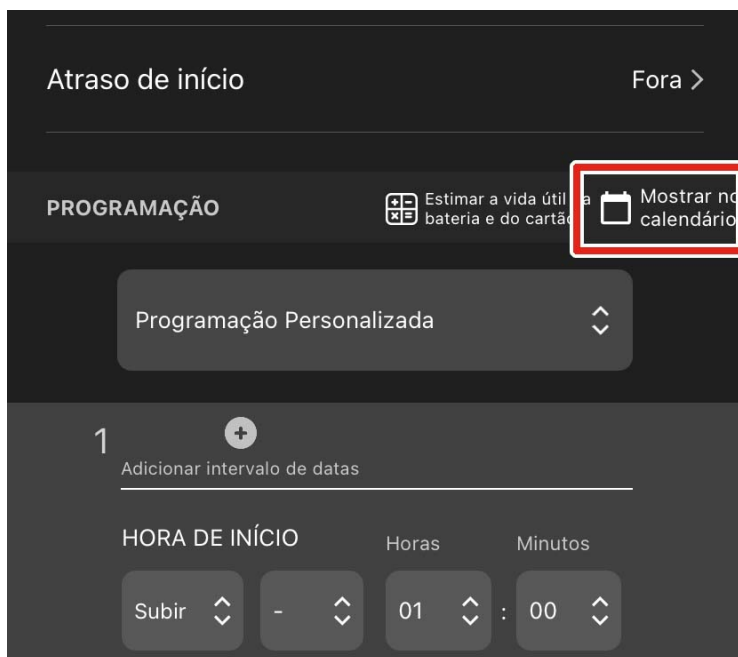 Atraso de início Fora >
PROGRAMAÇÃO
Estimar a vida útil a
bateria e do cartã
Mostrar no
calendário
Programação Personalizada
1
Adicionar intervalo de datas
HORA DE INÍCIO Horas Minutos
Subir - 01 : 00